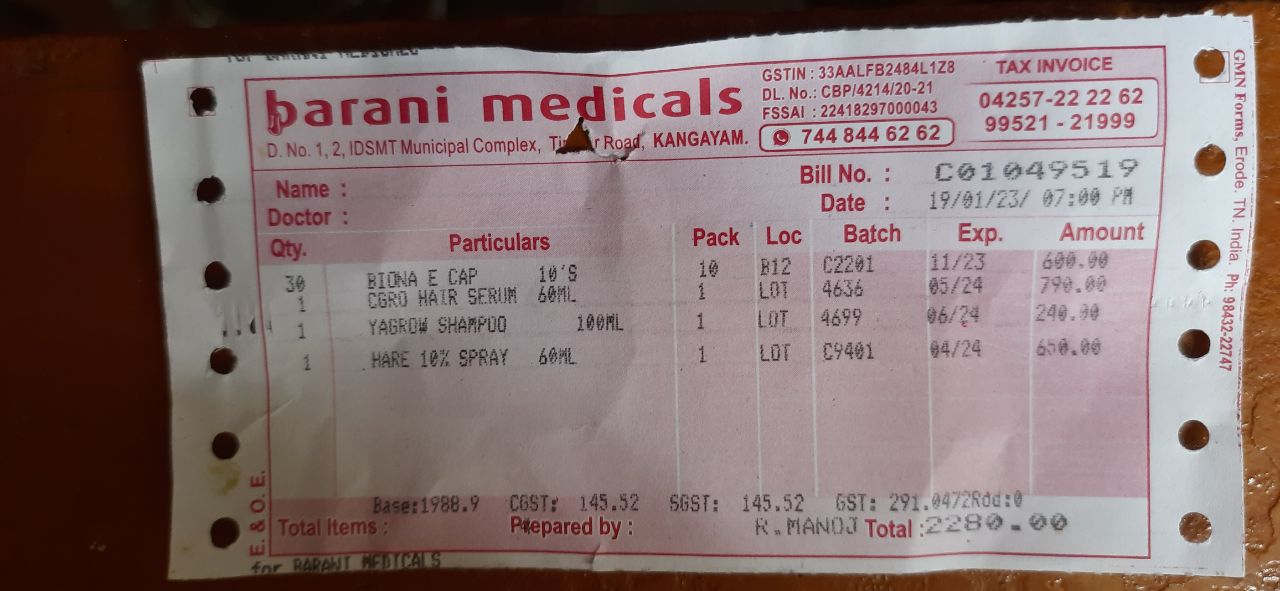 barani medicals
D. No. 1, 2, IDSMT Municipal Complex, Road, KANGAYAM.
GSTIN : 33AALFB2484L1Z8
DL. No.: CBP/4214/20-21
FSSAI : 22418297000043
744 844 62 62
TAX INVOICE
04257-22 22 62
99521 - 21999
Name :
Doctor :
Bill No. : C01049519
Date : 19/01/23/ 07:00 PM
Qty. Particulars Pack Loc Batch Exp. Amount
30 BIONA E CAP 10'S 10 B12 C2201 11/23 600.00
1 CGRO HAIR SERUM 60ML 1 LOT 4636 05/24 790.00
1 YAGROW SHAMPOO 100ML 1 LOT 4699 06/24 240.00
1 HARE 10% SPRAY 60ML 1 LOT C9401 04/24 650.00
Base:1988.9 CGST: 145.52 SGST: 145.52 GST: 291.0472Rdd:0
Total Items : Prepared by : R.MANOJ Total :2280.00
E. & O. E.
for BARANI MEDICALS
GMN Forms, Erode. TN. India. Ph: 98432-22747